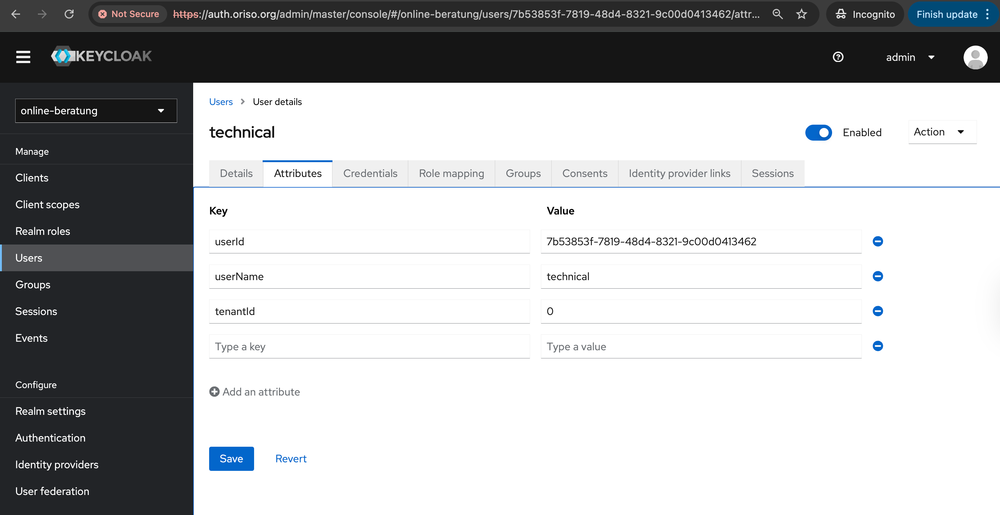 Not Secure https://auth.oriso.org/admin/master/console/#/online-beratung/users/7b53853f-7819-48d4-8321-9c00d0413462/attr... Incognito Finish update
KEYCLOAK admin
online-beratung
Manage
Clients
Client scopes
Realm roles
Users
Groups
Sessions
Events
Configure
Realm settings
Authentication
Identity providers
User federation
Users > User details
technical Enabled Action
Details Attributes Credentials Role mapping Groups Consents Identity provider links Sessions
Key Value
userId 7b53853f-7819-48d4-8321-9c00d0413462
userName technical
tenantId 0
Type a key Type a value
Add an attribute
Save Revert